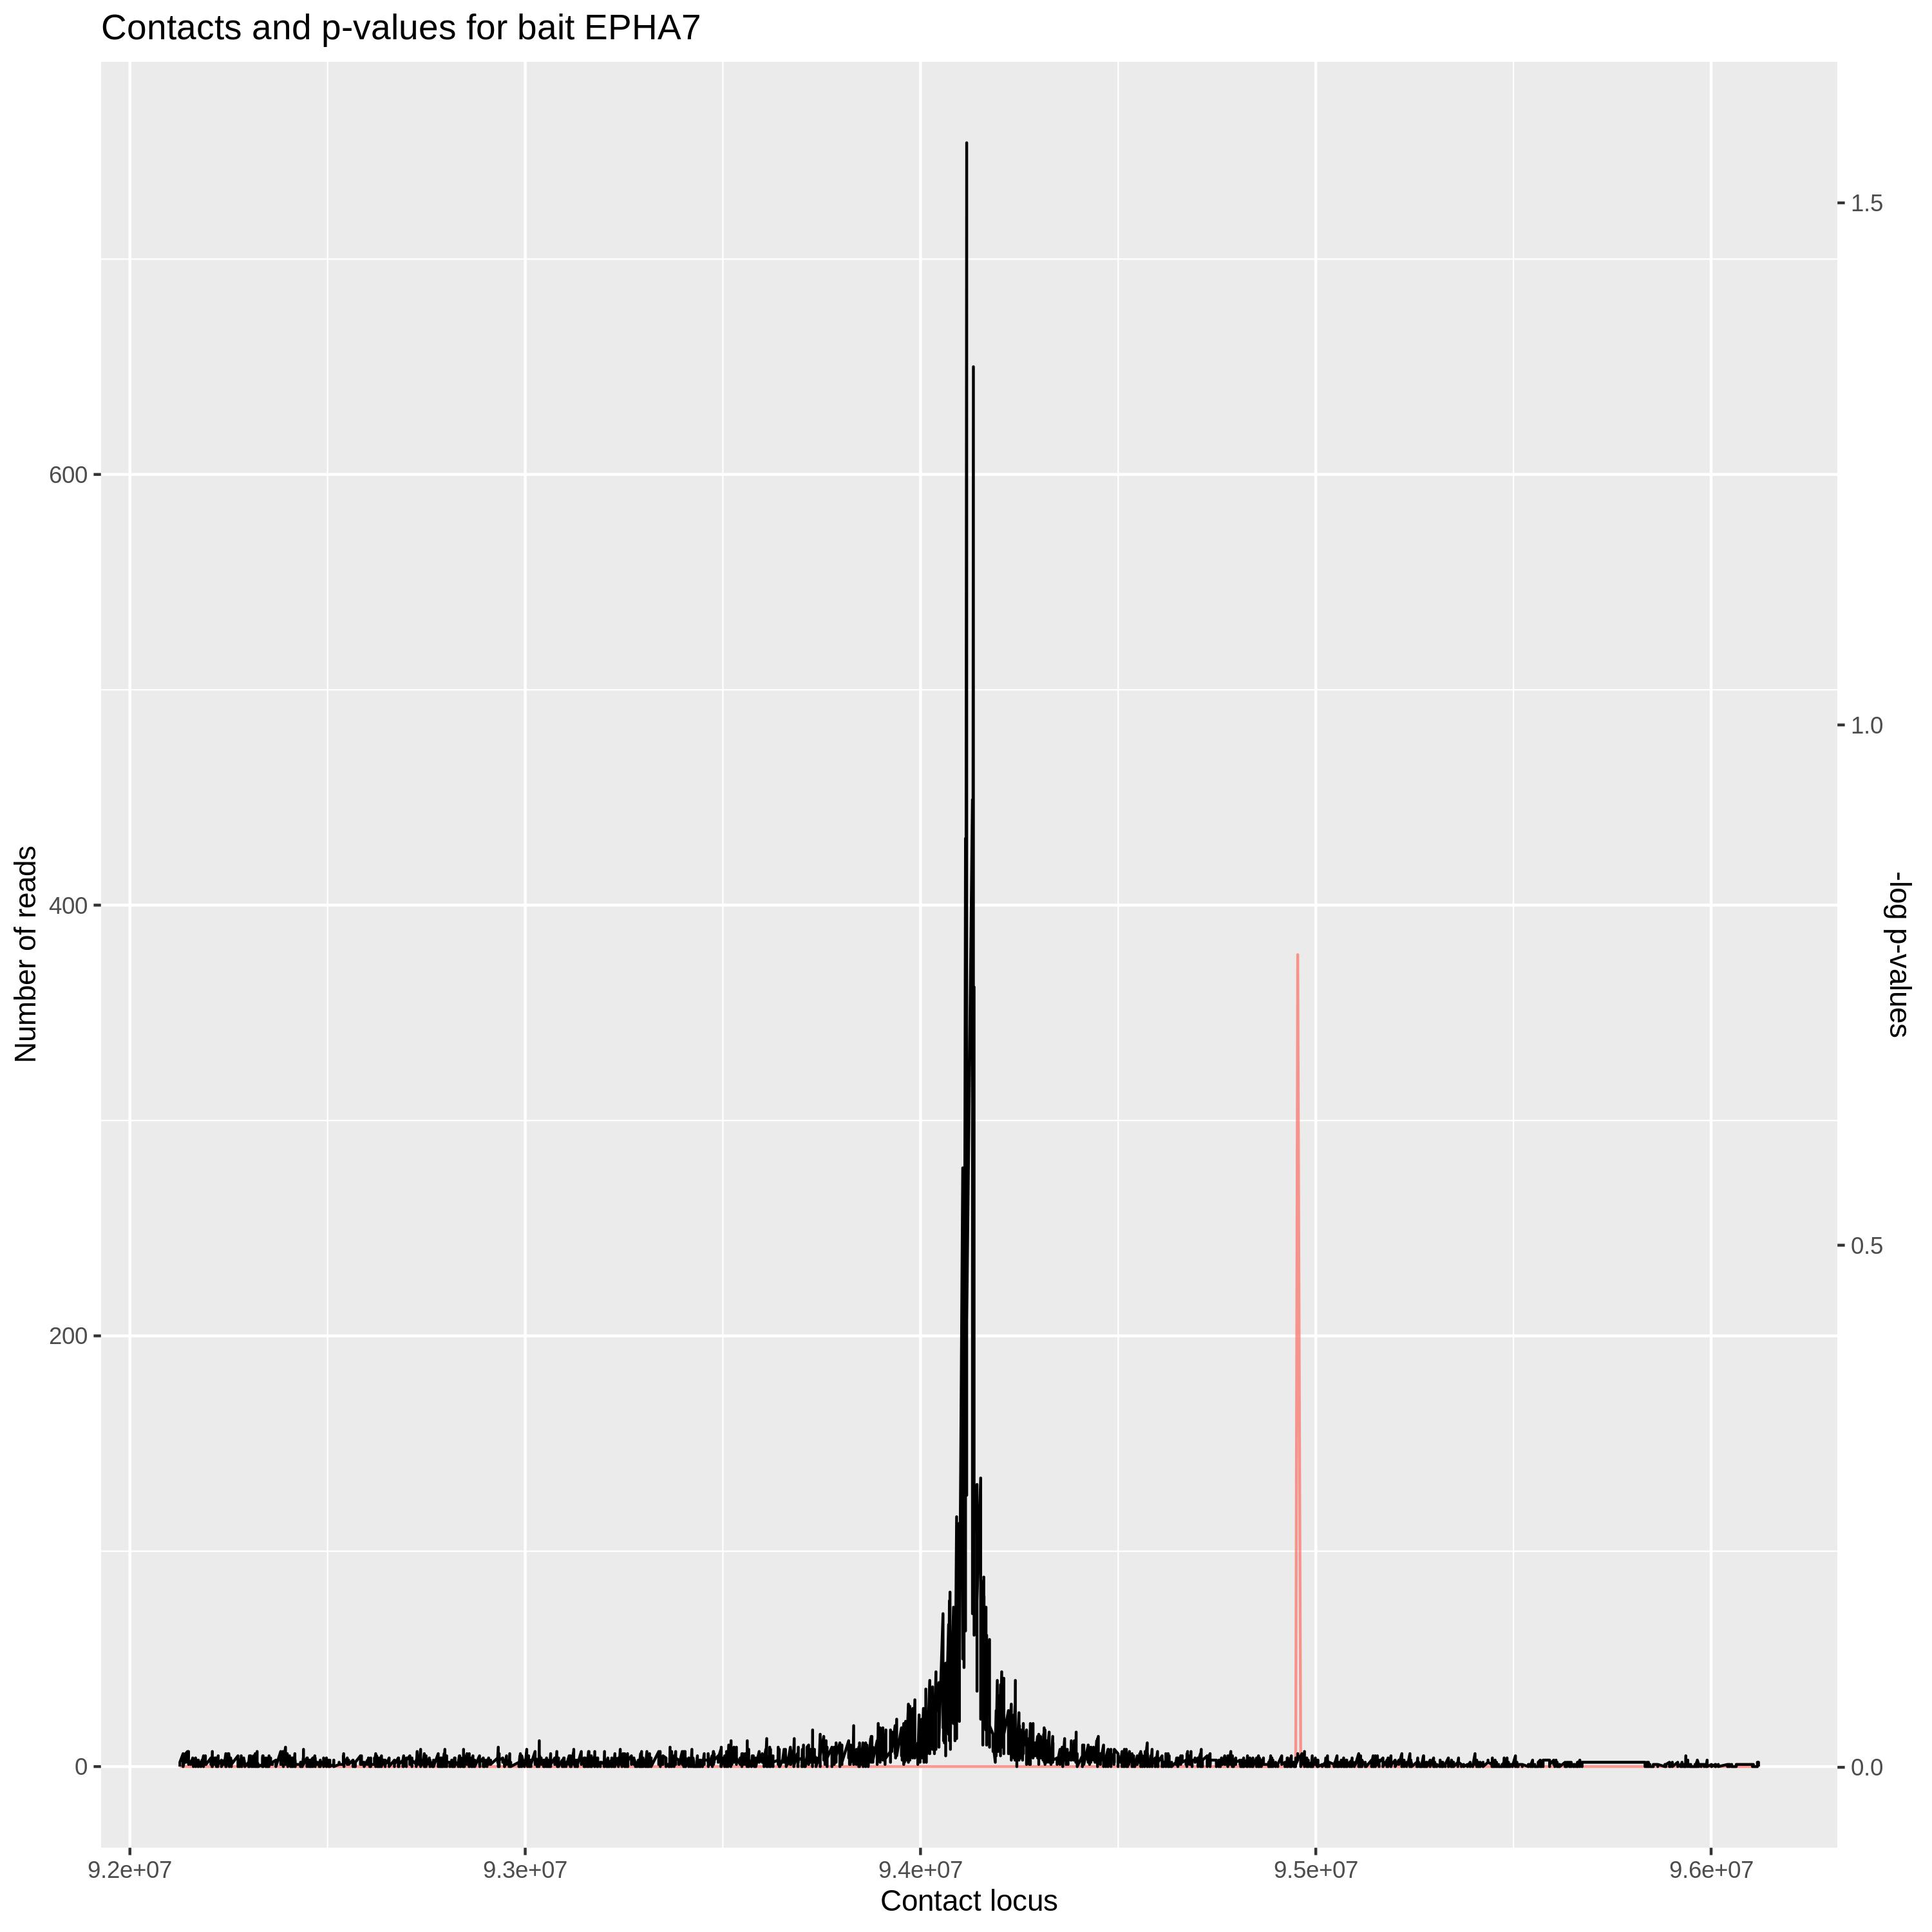 Contacts and p-values for bait EPHA7
Number of reads
600
400
200
0
1.5
1.0
0.5
0.0
-log p-values
9.2e+07
9.3e+07
9.4e+07
9.5e+07
9.6e+07
Contact locus